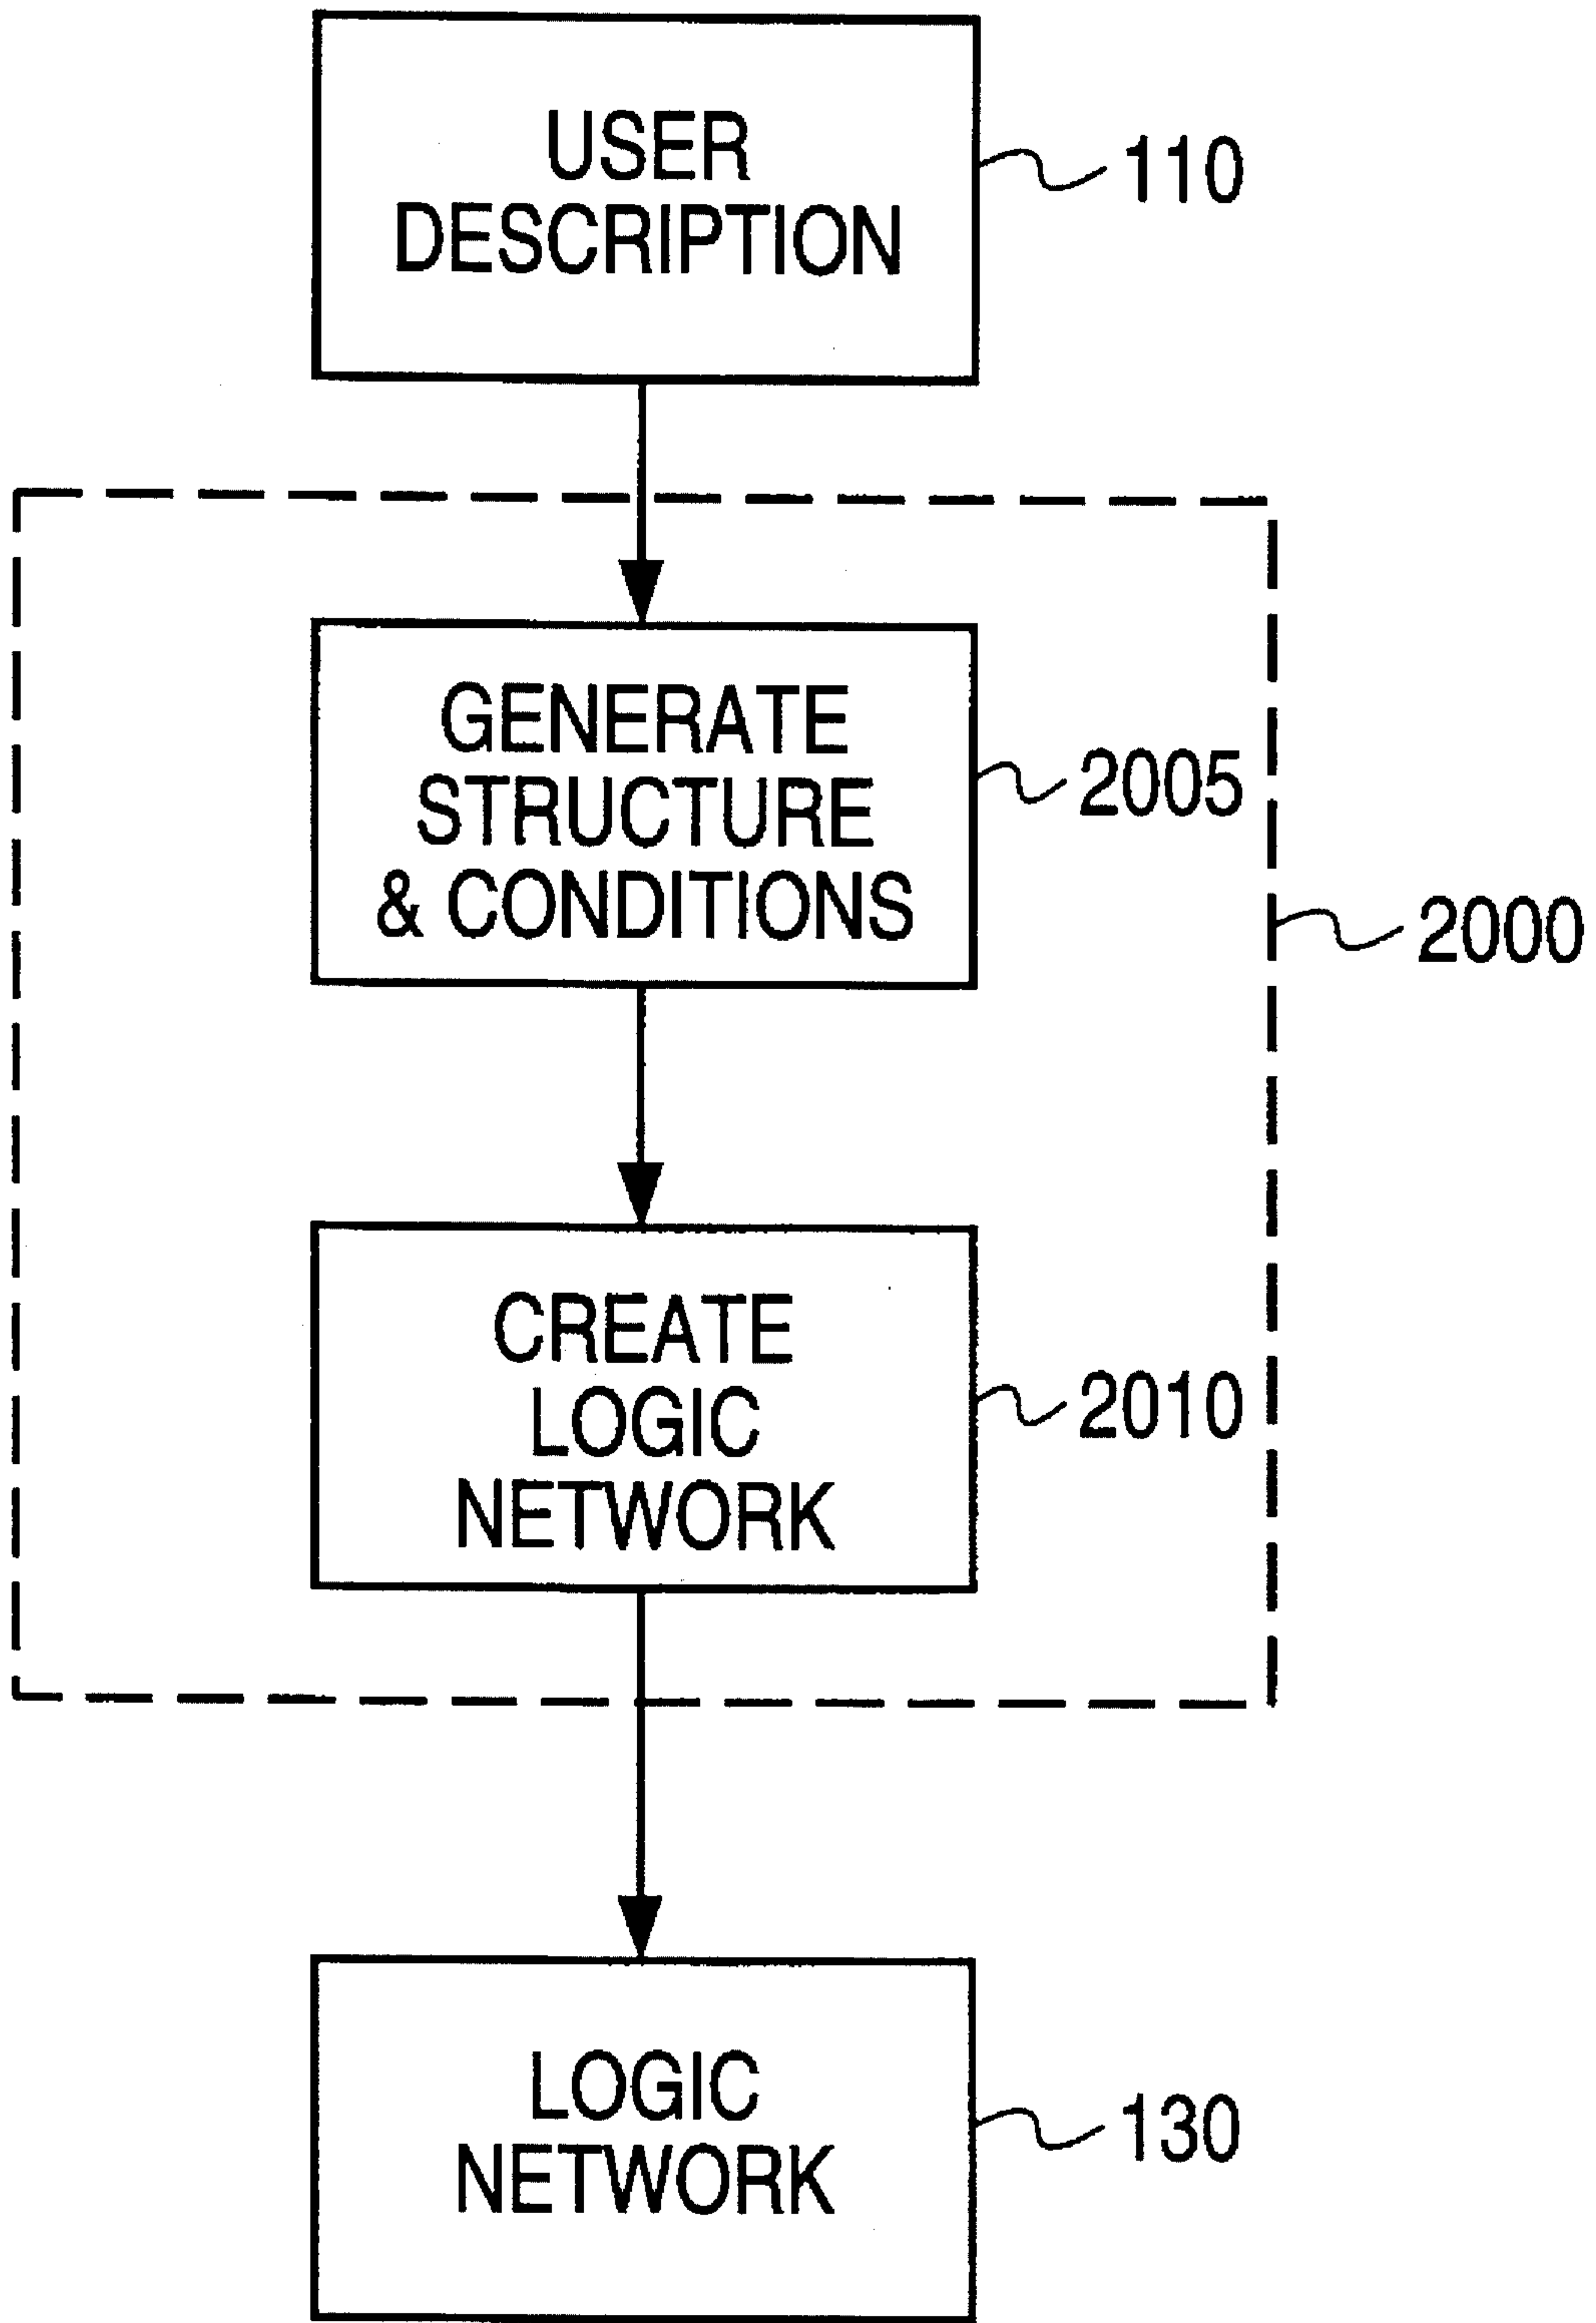 USER
DESCRIPTION
110
GENERATE
STRUCTURE
& CONDITIONS
2005
2000
CREATE
LOGIC
NETWORK
2010
LOGIC
NETWORK
130